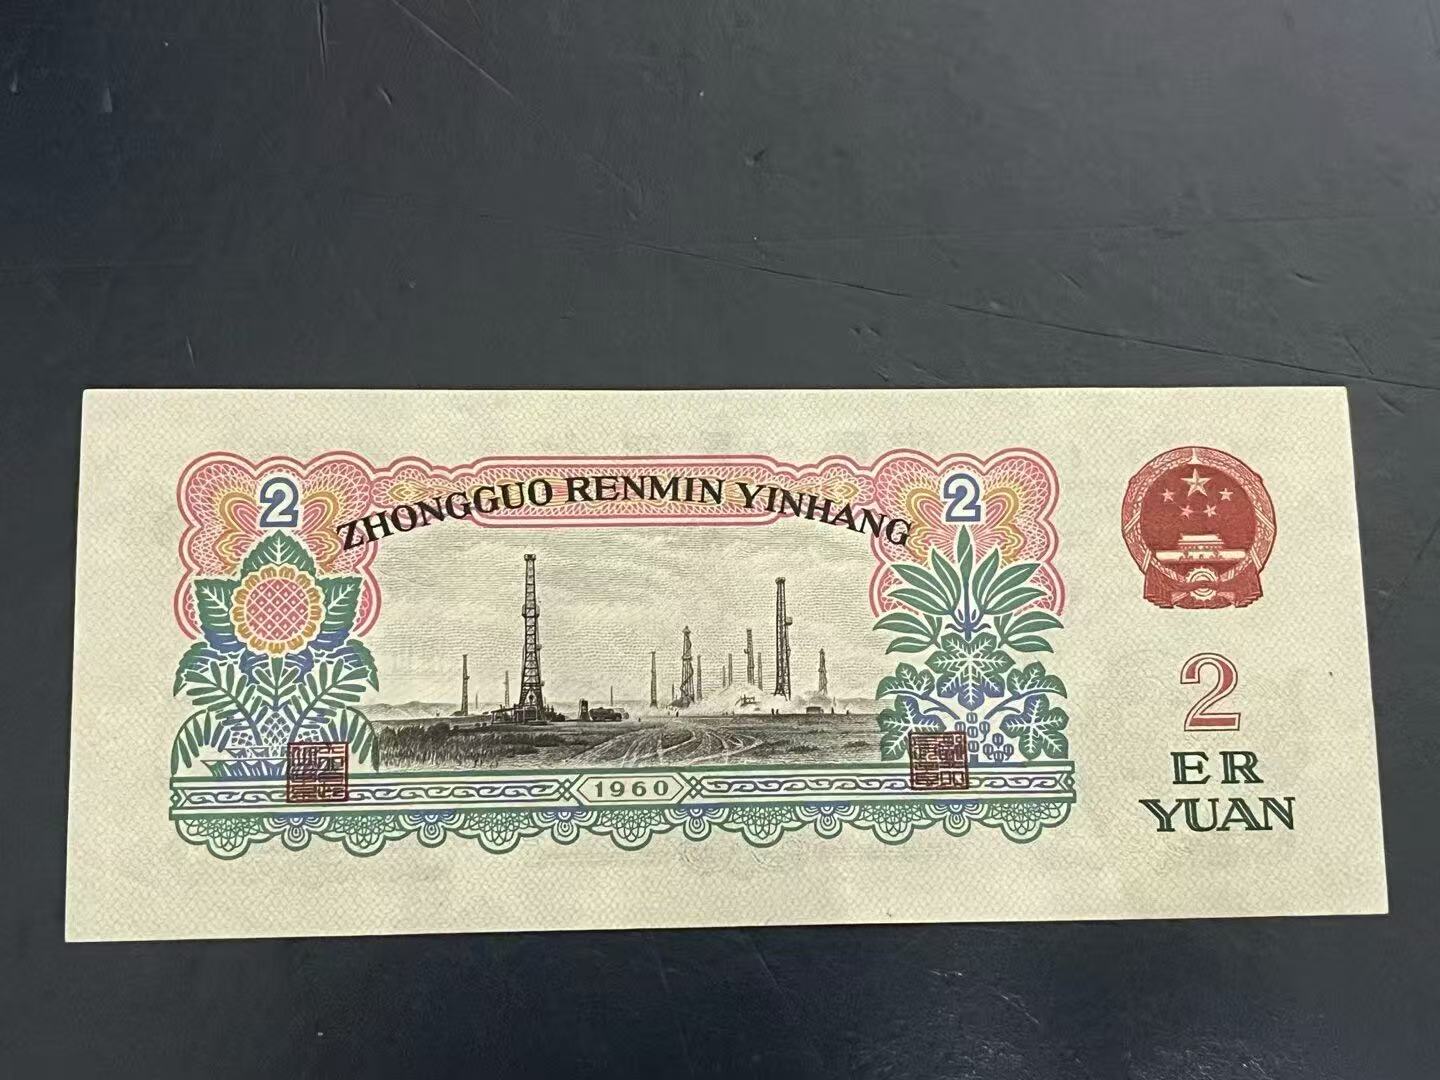 2
ZHONGGUO RENMIN YINHANG
2
1960
2
ER
YUAN